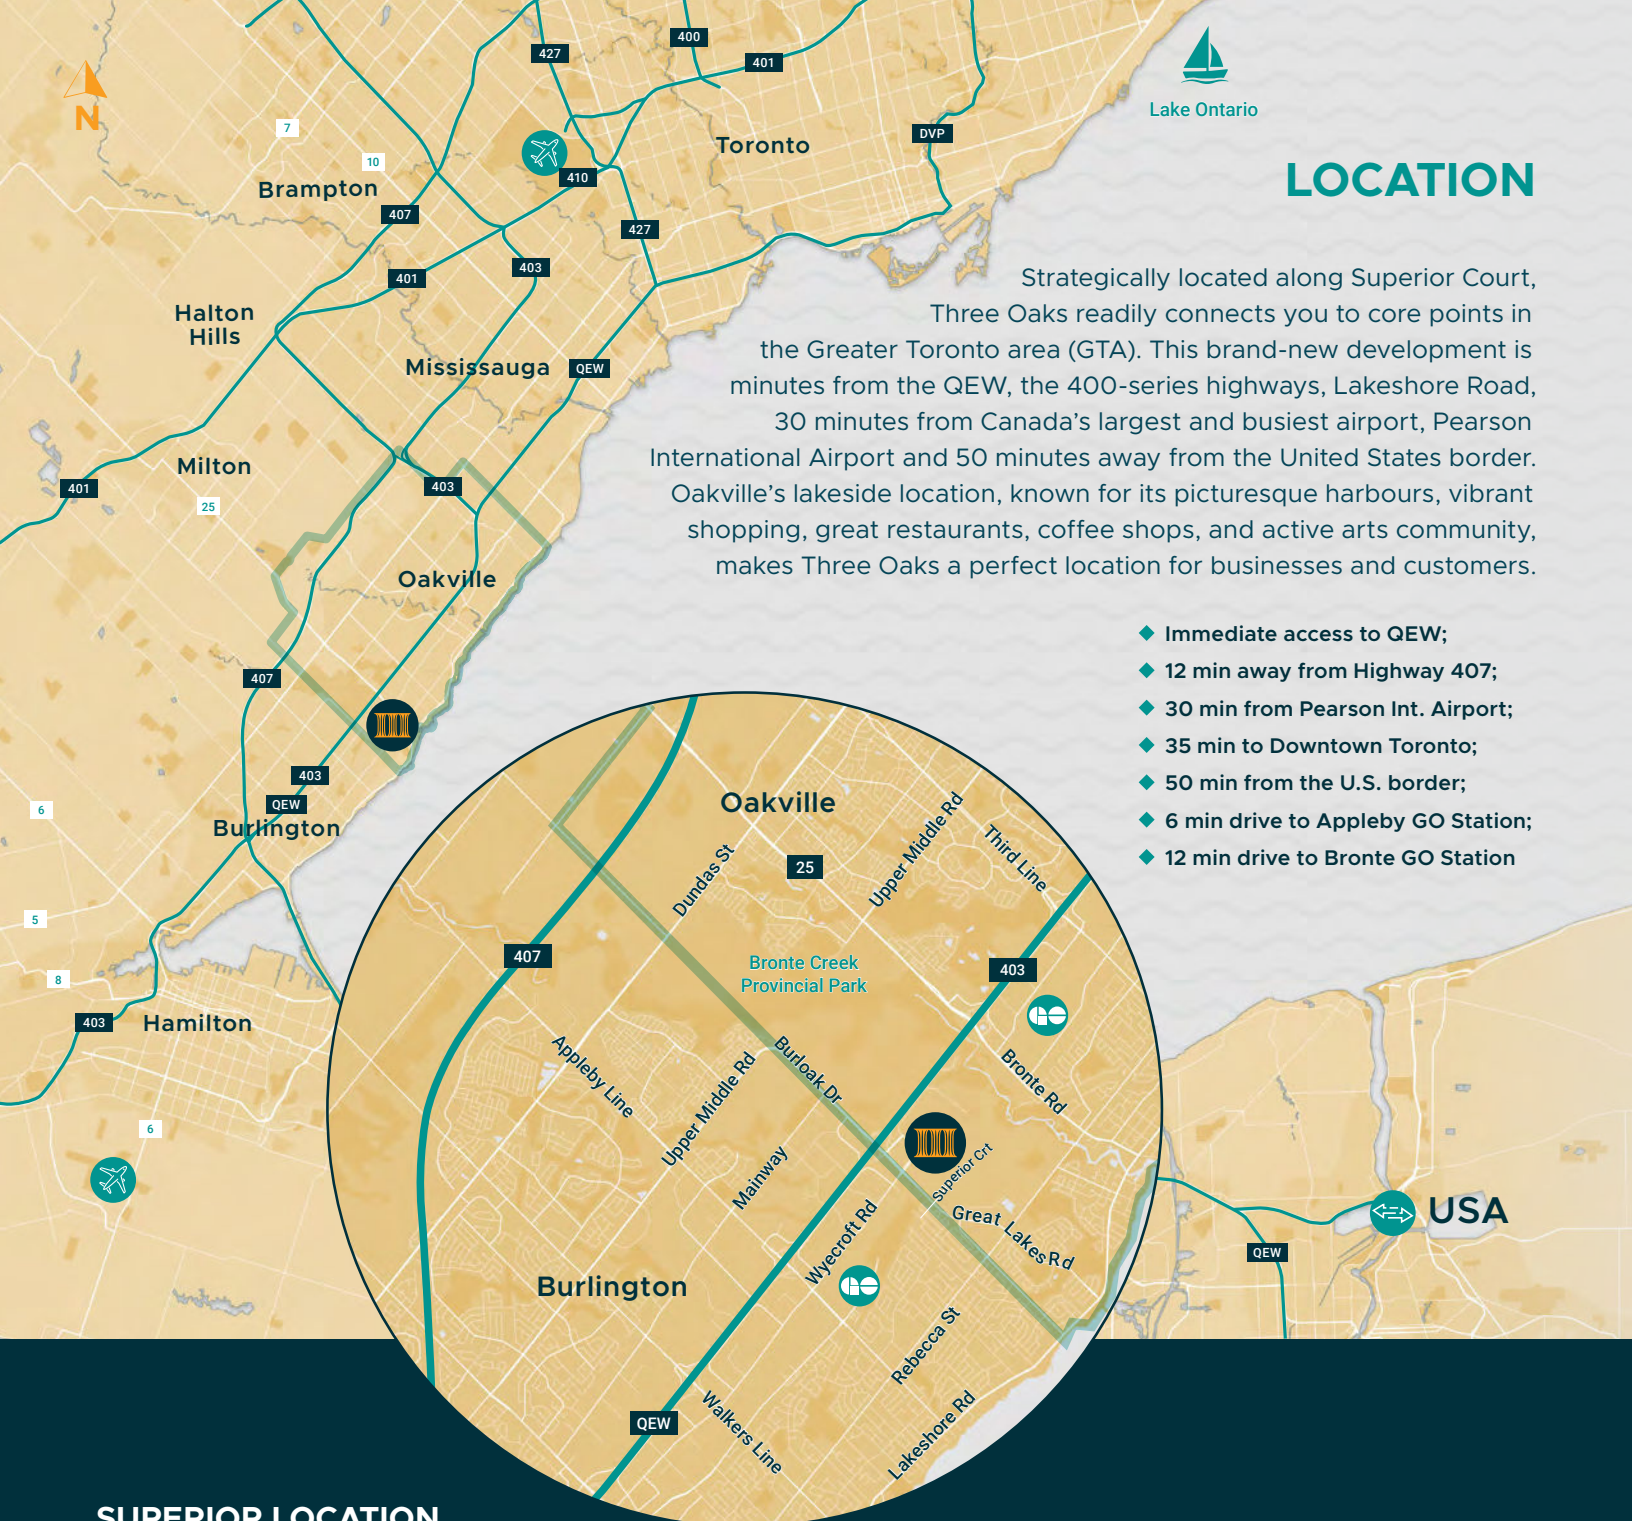 427
400
401
Lake Ontario
N
7
10
Toronto
DVP
Brampton
410
407
427
LOCATION
401
403
Halton
Hills
Mississauga
QEW
Strategically located along Superior Court,
Three Oaks readily connects you to core points in
the Greater Toronto area (GTA). This brand-new development is
minutes from the QEW, the 400-series highways, Lakeshore Road,
30 minutes from Canada’s largest and busiest airport, Pearson
International Airport and 50 minutes away from the United States border.
Oakville’s lakeside location, known for its picturesque harbours, vibrant
shopping, great restaurants, coffee shops, and active arts community,
makes Three Oaks a perfect location for businesses and customers.
Milton
401
403
25
Oakville
407
403
QEW
Burlington
6
5
8
403
Hamilton
6
Immediate access to QEW;
12 min away from Highway 407;
30 min from Pearson Int. Airport;
35 min to Downtown Toronto;
50 min from the U.S. border;
6 min drive to Appleby GO Station;
12 min drive to Bronte GO Station
Oakville
Upper Middle Rd
Third Line
Dundas St
25
407
Bronte Creek
Provincial Park
403
GO
Appleby Line
Upper Middle Rd
Burloak Dr
Bronte Rd
Mainway
Superior Crt
Wyecroft Rd
Great Lakes Rd
GO
Burlington
Rebecca St
QEW
Walkers Line
Lakeshore Rd
USA
QEW
SUPERIOR LOCATION